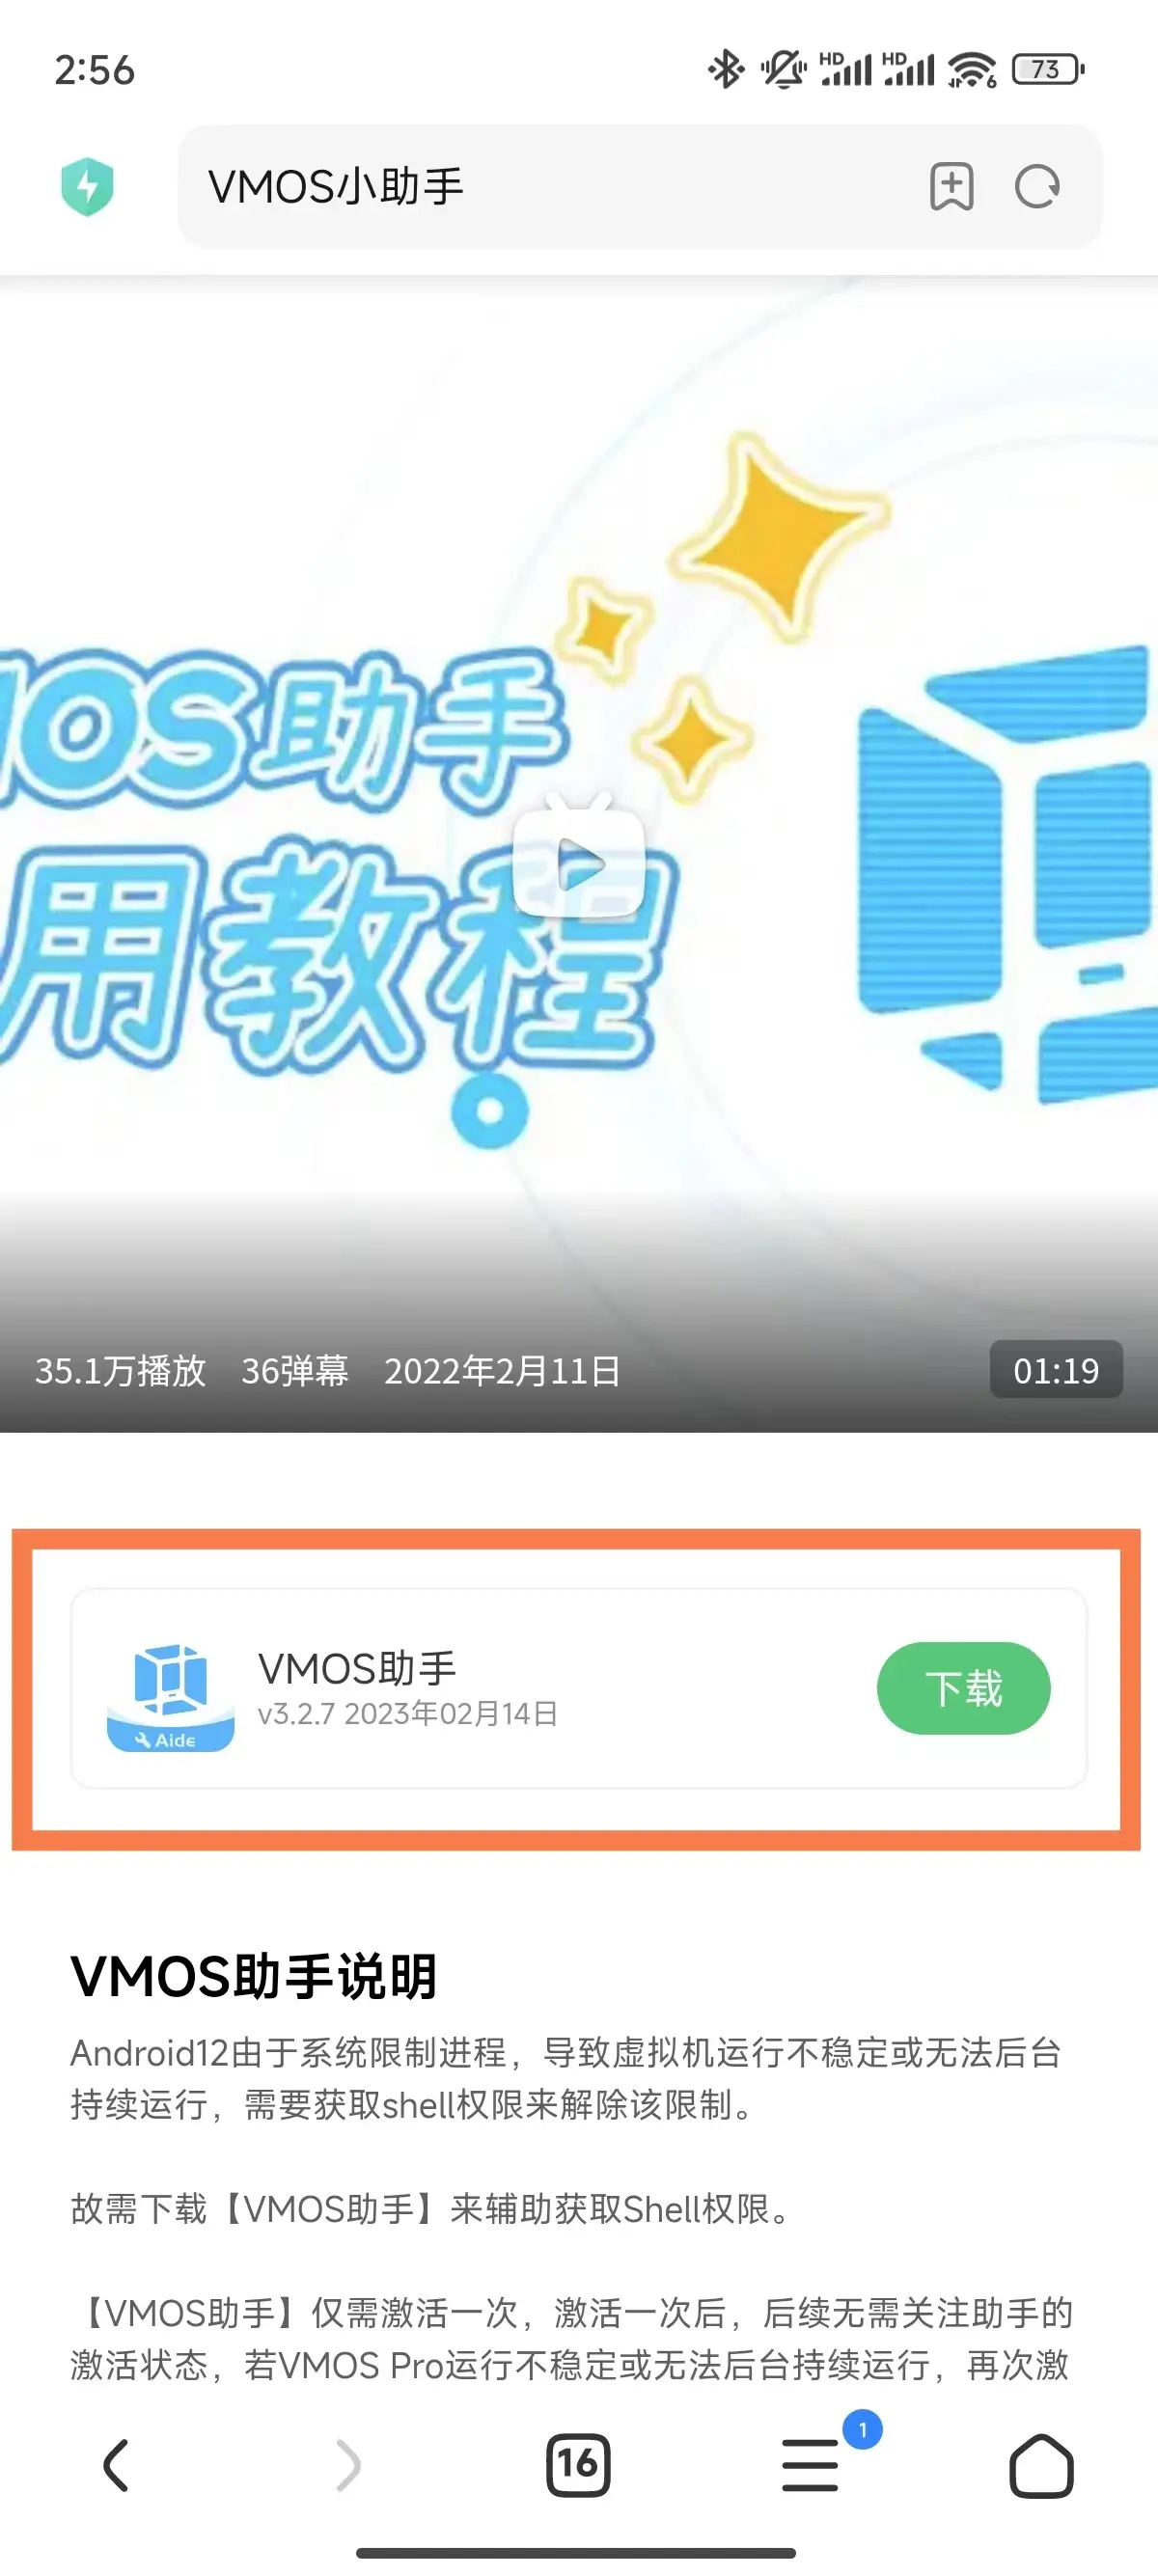 2:56
HD HD 6 73
VMOS小助手
MOS助手
用教程
35.1万播放 36弹幕 2022年2月11日 01:19
VMOS助手
v3.2.7 2023年02月14日
下载
Aide
VMOS助手说明
Android12由于系统限制进程，导致虚拟机运行不稳定或无法后台
持续运行，需要获取shell权限来解除该限制。
故需下载【VMOS助手】来辅助获取Shell权限。
【VMOS助手】仅需激活一次，激活一次后，后续无需关注助手的
激活状态，若VMOS Pro运行不稳定或无法后台持续运行，再次激
16
1